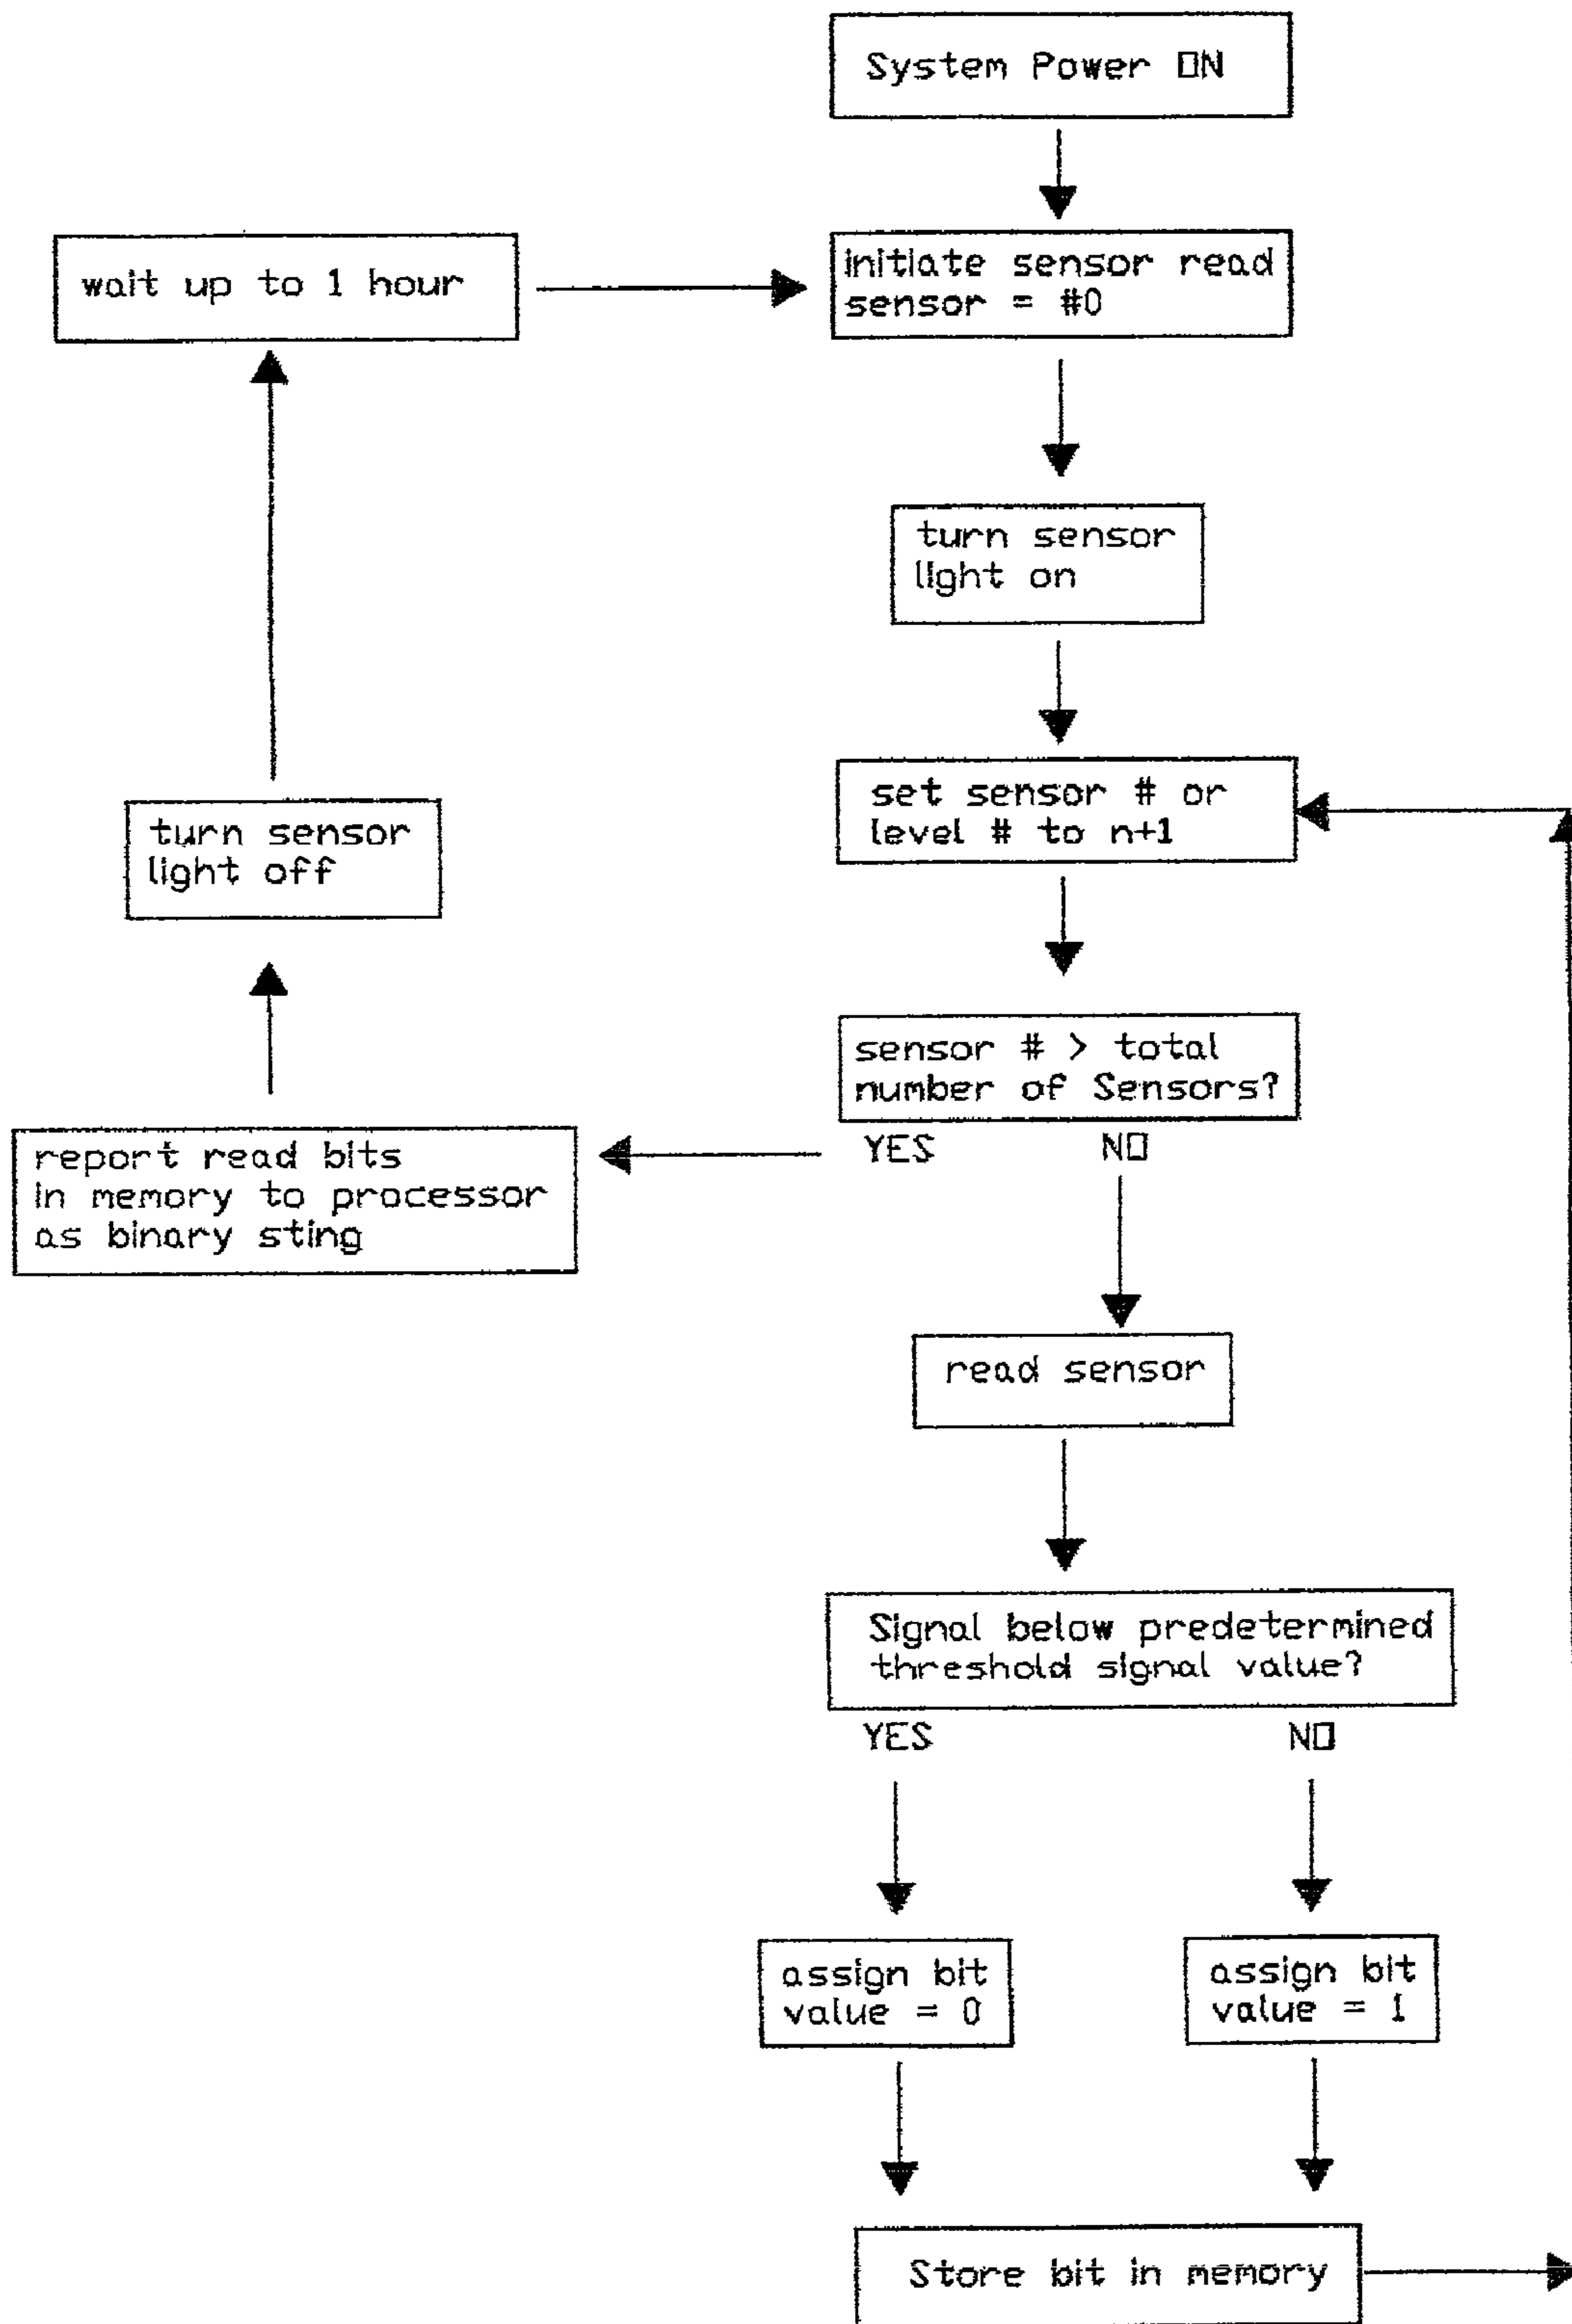 System Power ON
wait up to 1 hour
initiate sensor read
sensor = #0
turn sensor
light on
set sensor # or
level # to n+1
turn sensor
light off
sensor # > total
number of Sensors?
YES NO
report read bits
in memory to processor
as binary sting
read sensor
Signal below predetermined
threshold signal value?
YES NO
assign bit
value = 0
assign bit
value = 1
Store bit in memory